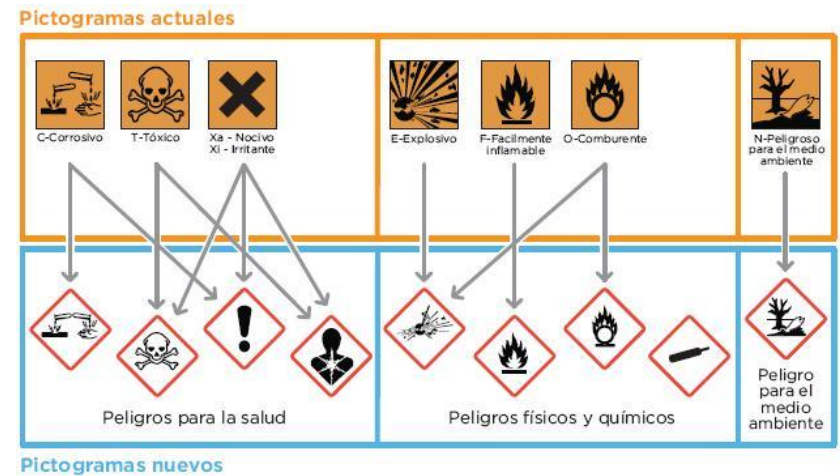 Pictogramas actuales
C-Corrosivo
T-Tóxico
Xa - Nocivo
Xi - Irritante
E-Explosivo
F-Facilmente
inflamable
O-Comburente
N-Peligroso
para el medio
ambiente
Peligros para la salud
Peligros físicos y químicos
Peligro
para el
medio
ambiente
Pictogramas nuevos